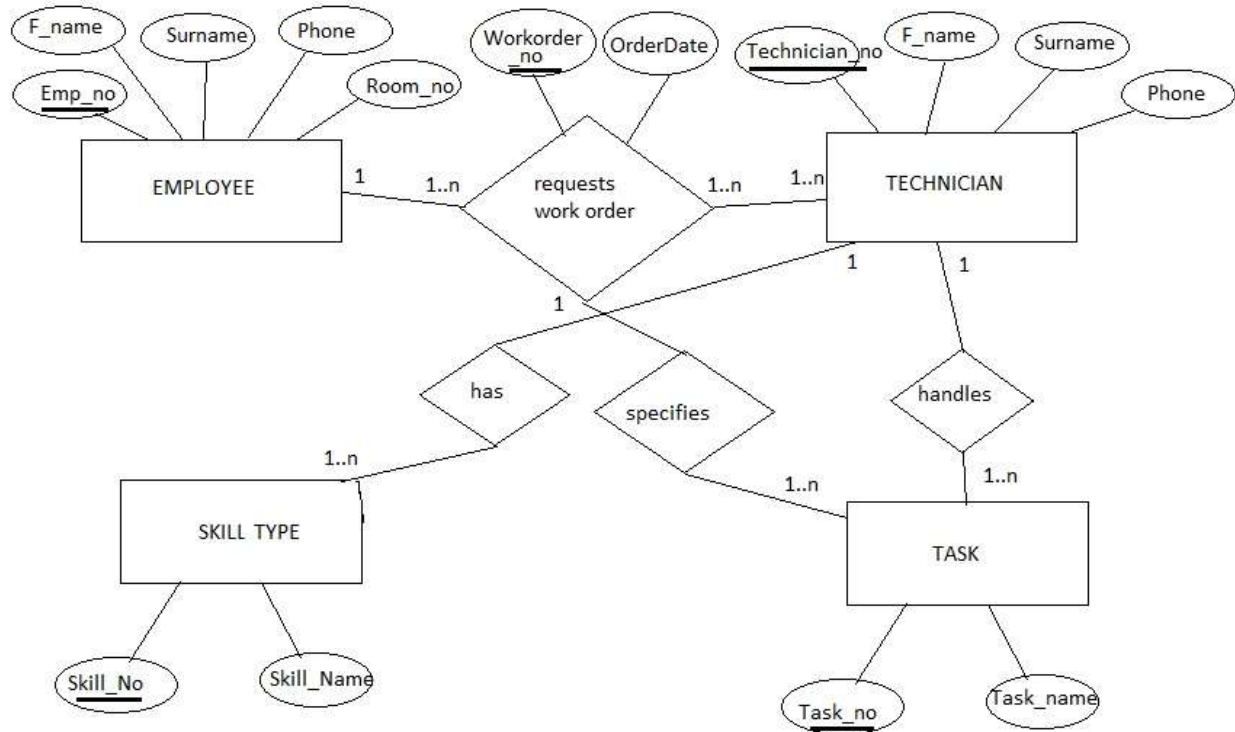 F_name
Surname
Phone
Emp_no
Room_no
Workorder
_no
OrderDate
Technician_no
F_name
Surname
Phone
EMPLOYEE
1
1..n
requests
work order
1..n
1..n
TECHNICIAN
1
1
1
has
specifies
handles
1..n
1..n
1..n
SKILL TYPE
TASK
Skill_No
Skill_Name
Task_no
Task_name